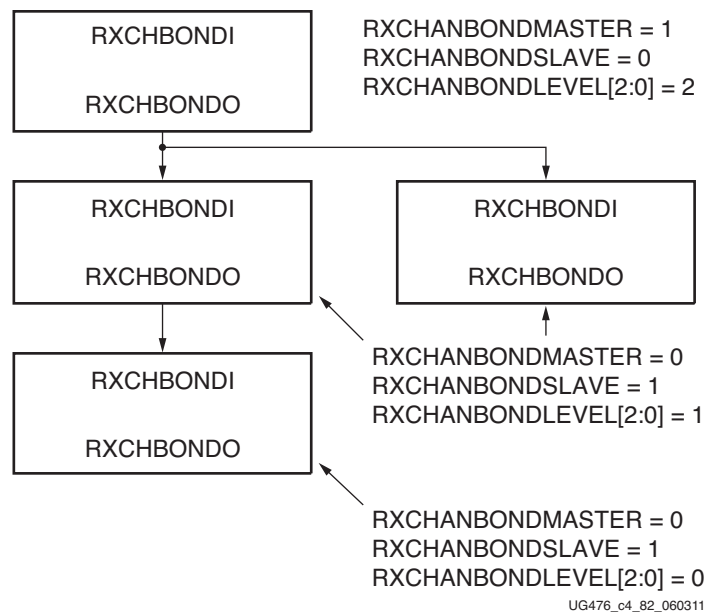 RXCHBONDI
RXCHBONDO
RXCHANBONDMASTER = 1
RXCHANBONDSLAVE = 0
RXCHANBONDLEVEL[2:0] = 2
RXCHBONDI
RXCHBONDO
RXCHBONDI
RXCHBONDO
RXCHANBONDMASTER = 0
RXCHANBONDSLAVE = 1
RXCHANBONDLEVEL[2:0] = 1
RXCHBONDI
RXCHBONDO
RXCHANBONDMASTER = 0
RXCHANBONDSLAVE = 1
RXCHANBONDLEVEL[2:0] = 0
UG476_c4_82_060311